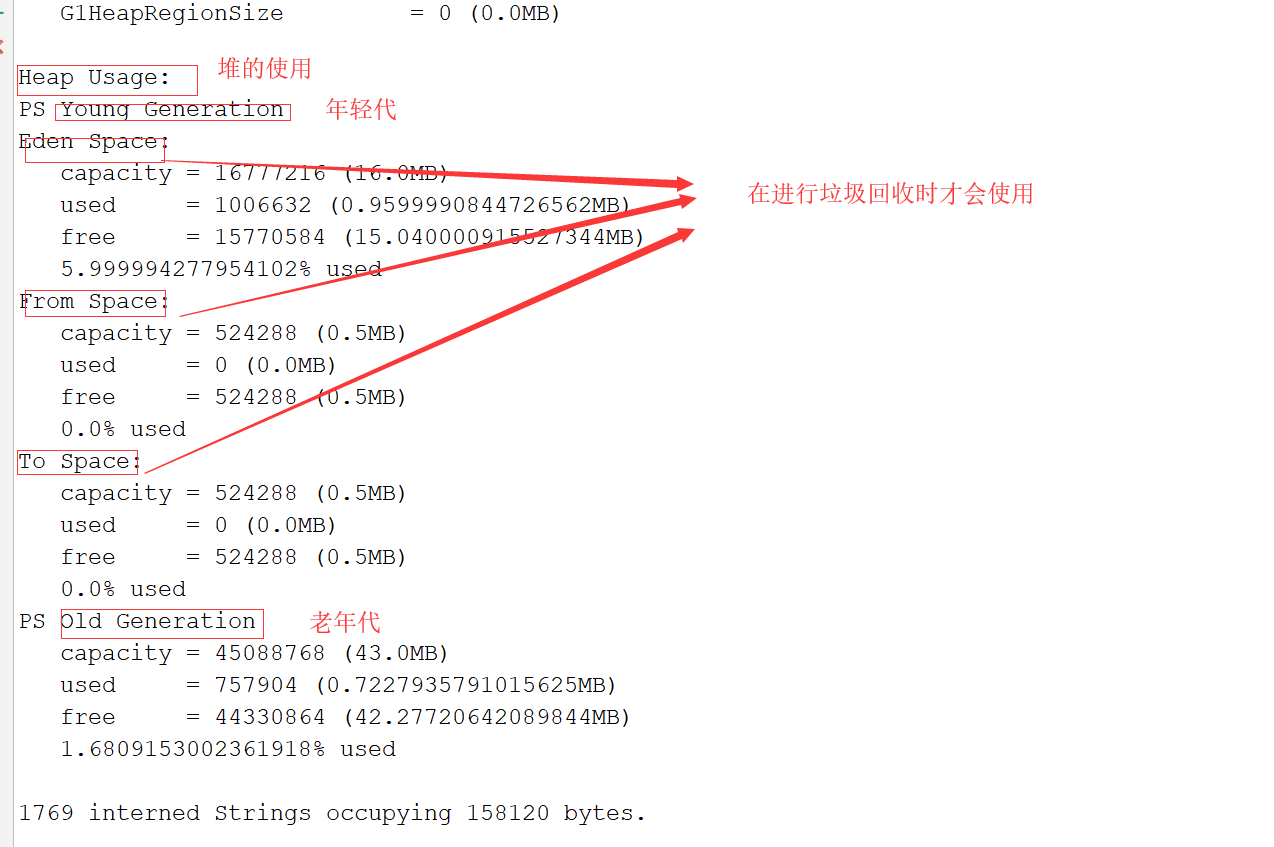 G1HeapRegionSize         = 0 (0.0MB)
Heap Usage: 堆的使用
PS Young Generation 年轻代
Eden Space:
capacity = 16777216 (16.0MB)
used     = 1006632 (0.9599990844726562MB) 在进行垃圾回收时才会使用
free     = 15770584 (15.040000915527344MB)
5.999994277954102% used
From Space:
capacity = 524288 (0.5MB)
used     = 0 (0.0MB)
free     = 524288 (0.5MB)
0.0% used
To Space:
capacity = 524288 (0.5MB)
used     = 0 (0.0MB)
free     = 524288 (0.5MB)
0.0% used
PS Old Generation 老年代
capacity = 45088768 (43.0MB)
used     = 757904 (0.7227935791015625MB)
free     = 44330864 (42.27720642089844MB)
1.6809153002361918% used
1769 interned Strings occupying 158120 bytes.